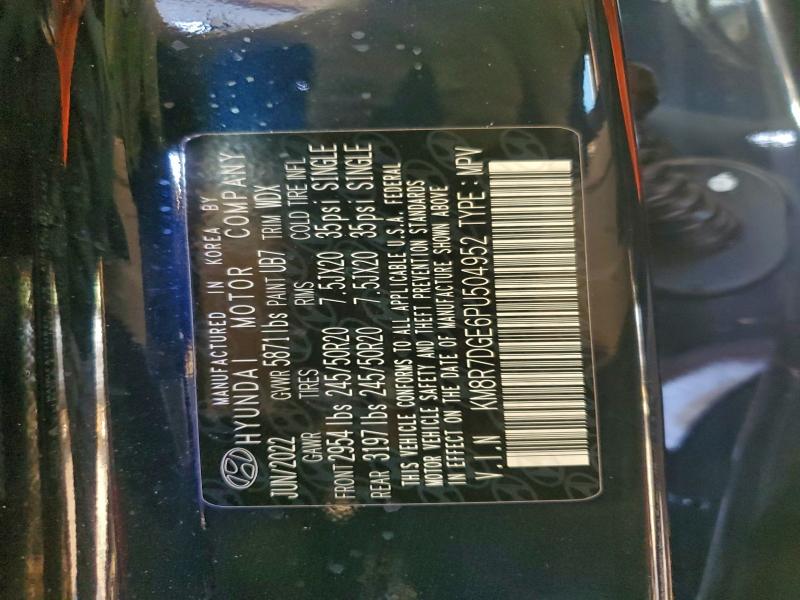 MANUFACTURED IN KOREA BY
HYUNDAI MOTOR COMPANY
JUN/2022 GVWR 5871lbs PAINT UB7 TRIM MDX
GAWR TIRES RMS COLD TIRE INFL
FRONT 2954lbs 245/50R20 7.5JX20 35psi SINGLE
REAR 3197lbs 245/50R20 7.5JX20 35psi SINGLE
THIS VEHICLE CONFORMS TO ALL APPLICABLE U.S.A. FEDERAL
MOTOR VEHICLE SAFETY AND THEFT PREVENTION STANDARDS
IN EFFECT ON THE DATE OF MANUFACTURE SHOWN ABOVE
V.I.N KM8R7DGE6PU504952 TYPE : MPV